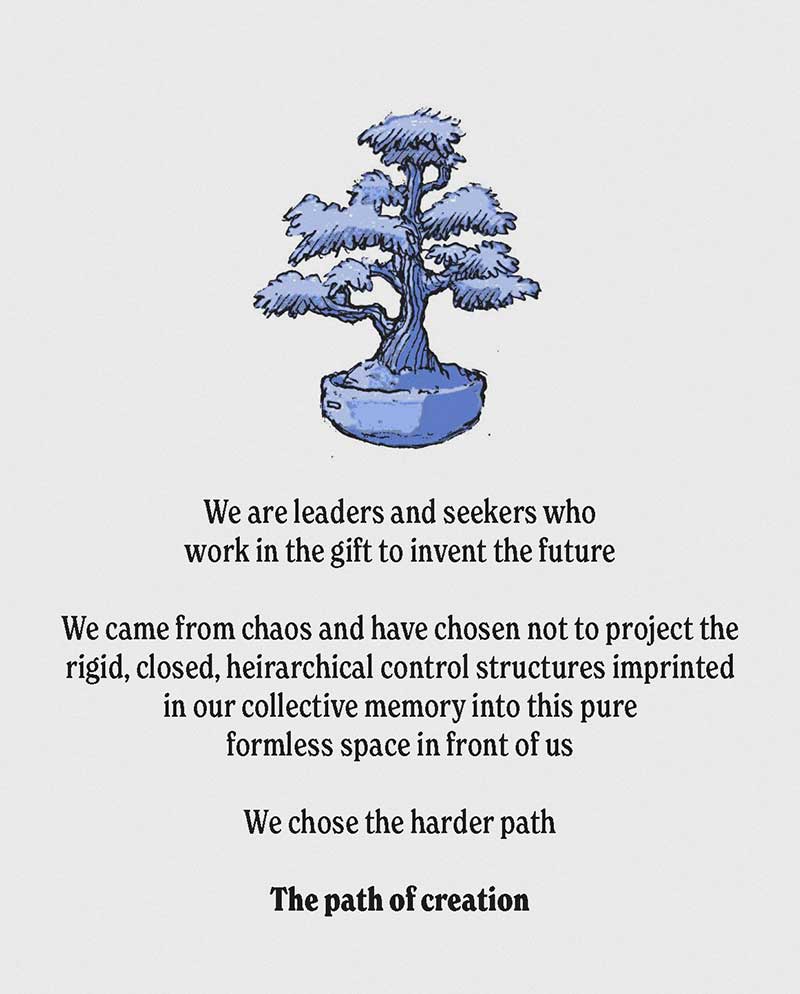 We are leaders and seekers who
work in the gift to invent the future
We came from chaos and have chosen not to project the
rigid, closed, heirarchical control structures imprinted
in our collective memory into this pure
formless space in front of us
We chose the harder path
The path of creation